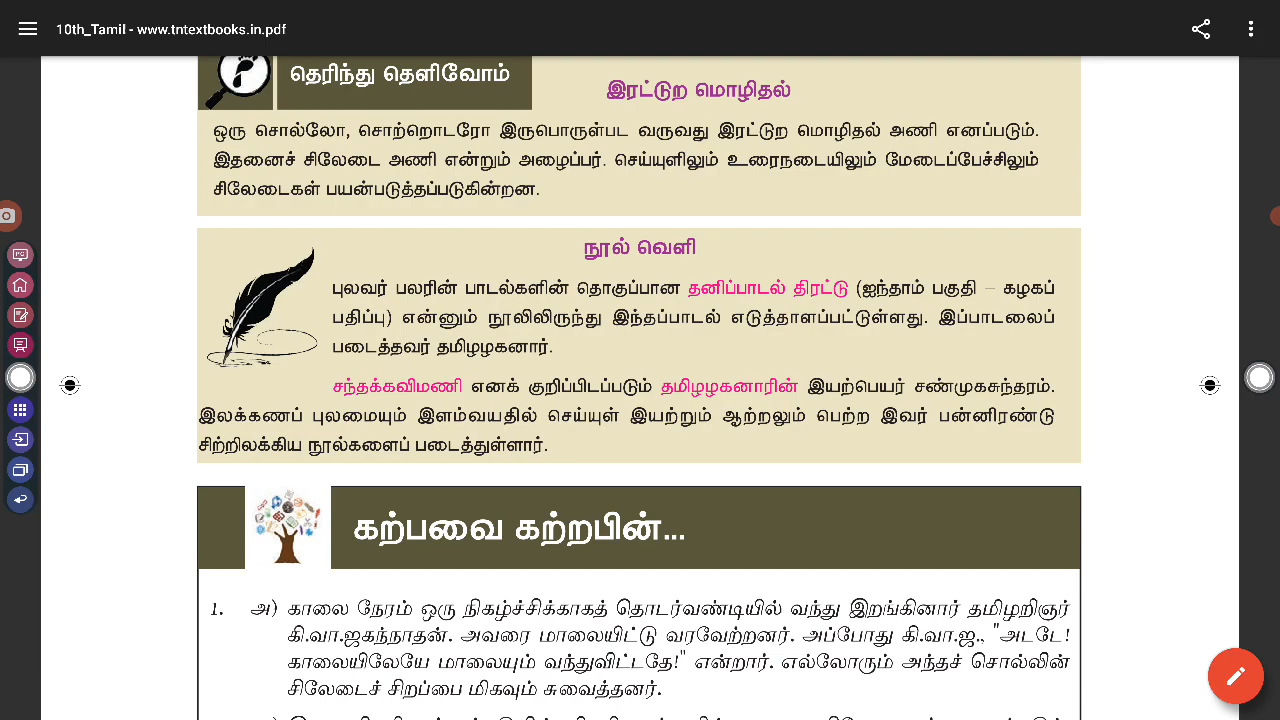 10th_Tamil - www.tntextbooks.in.pdf
தெரிந்து தெளிவோம்
இரட்டுற மொழிதல்
ஒரு சொல்லோ, சொற்றொடரோ இருபொருள்பட வருவது இரட்டுற மொழிதல் அணி எனப்படும்.
இதனைச் சிலேடை அணி என்றும் அழைப்பர். செய்யுளிலும் உரைநடையிலும் மேடைப்பேச்சிலும்
சிலேடைகள் பயன்படுத்தப்படுகின்றன.
நூல் வெளி
புலவர் பலரின் பாடல்களின் தொகுப்பான தனிப்பாடல் திரட்டு (ஐந்தாம் பகுதி – கழகப்
பதிப்பு) என்னும் நூலிலிருந்து இந்தப்பாடல் எடுத்தாளப்பட்டுள்ளது. இப்பாடலைப்
படைத்தவர் தமிழழகனார்.
சந்தக்கவிமணி எனக் குறிப்பிடப்படும் தமிழழகனாரின் இயற்பெயர் சண்முகசுந்தரம்.
இலக்கணப் புலமையும் இளம்வயதில் செய்யுள் இயற்றும் ஆற்றலும் பெற்ற இவர் பன்னிரண்டு
சிற்றிலக்கிய நூல்களைப் படைத்துள்ளார்.
கற்பவை கற்றபின்...
1. அ) காலை நேரம் ஒரு நிகழ்ச்சிக்காகத் தொடர்வண்டியில் வந்து இறங்கினார் தமிழறிஞர்
கி.வா.ஜகந்நாதன். அவரை மாலையிட்டு வரவேற்றனர். அப்போது கி.வா.ஜ., "அடடே!
காலையிலேயே மாலையும் வந்துவிட்டதே!" என்றார். எல்லோரும் அந்தச் சொல்லின்
சிலேடைச் சிறப்பை மிகவும் சுவைத்தனர்.